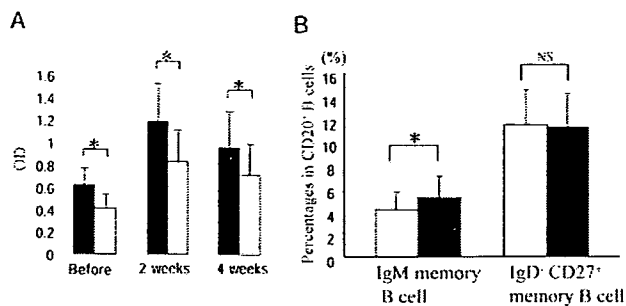 A
B
*
*
*
1.6
1.4
1.2
1
0.8
0.6
0.4
0.2
0
OD
Before
2 weeks
4 weeks
(%)
16
14
12
10
8
6
4
2
0
Percentages in CD20⁺ B cells
*
NS
IgM memory
B cell
IgD⁻ CD27⁺
memory B cell